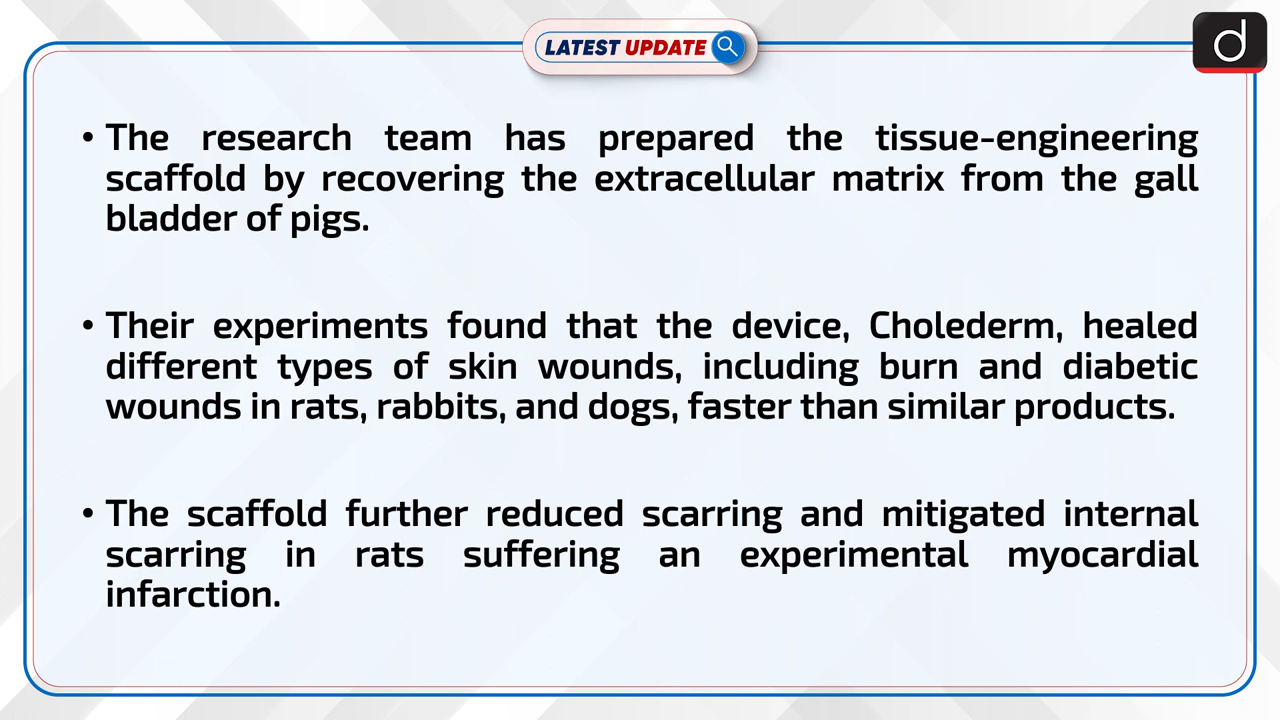 LATEST UPDATE
d
• The research team has prepared the tissue-engineering
scaffold by recovering the extracellular matrix from the gall
bladder of pigs.
• Their experiments found that the device, Cholederm, healed
different types of skin wounds, including burn and diabetic
wounds in rats, rabbits, and dogs, faster than similar products.
• The scaffold further reduced scarring and mitigated internal
scarring in rats suffering an experimental myocardial
infarction.